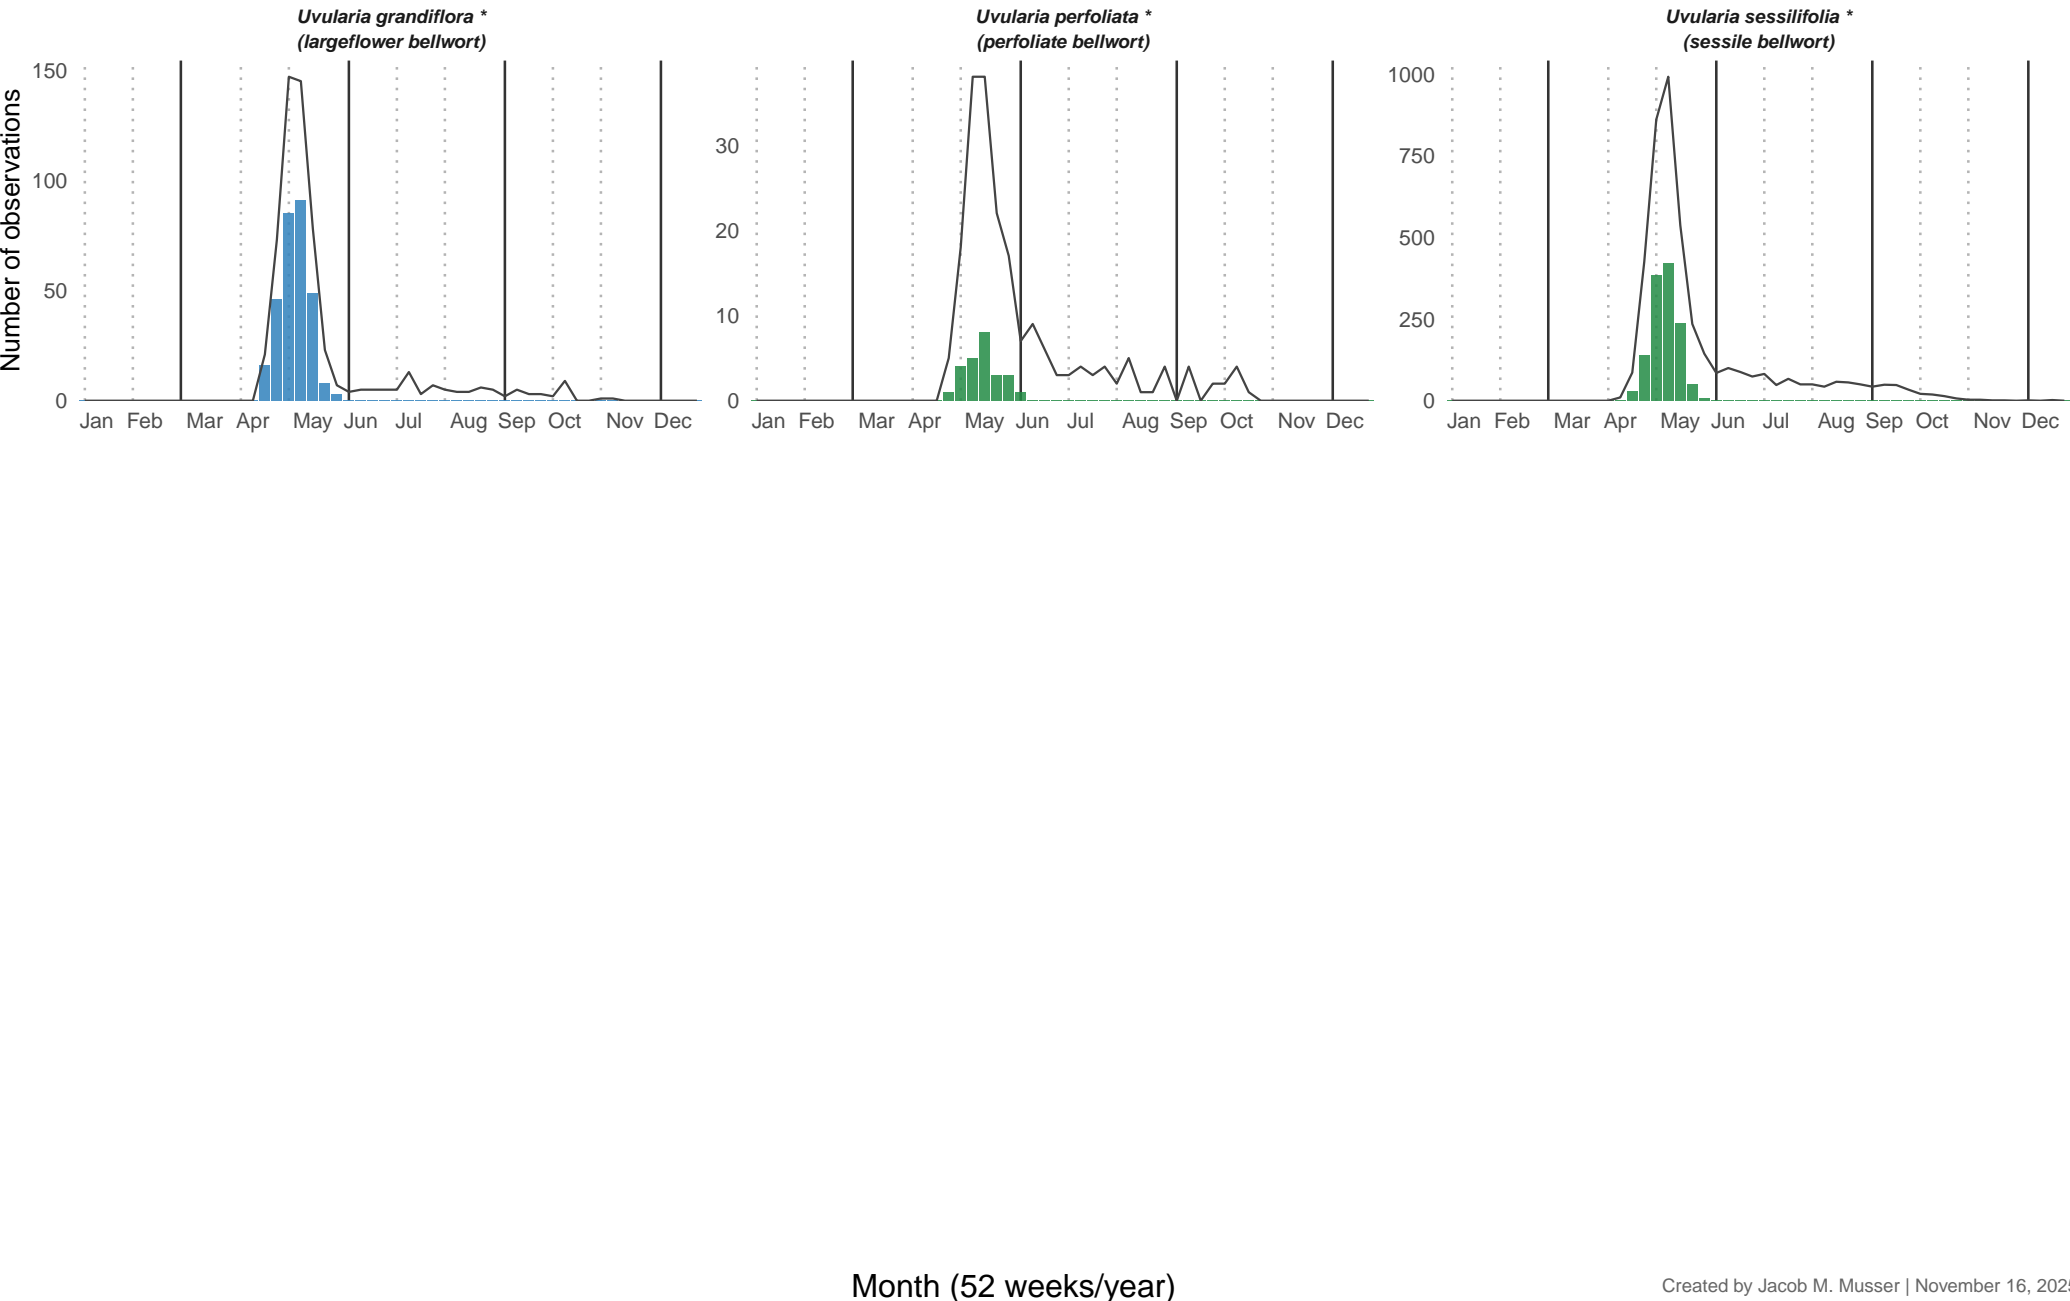 Uvularia grandiflora *
(largeflower bellwort)
Uvularia perfoliata *
(perfoliate bellwort)
Uvularia sessilifolia *
(sessile bellwort)
Number of observations
150
100
50
0
Jan Feb Mar Apr May Jun Jul Aug Sep Oct Nov Dec
30
20
10
0
Jan Feb Mar Apr May Jun Jul Aug Sep Oct Nov Dec
1000
750
500
250
0
Jan Feb Mar Apr May Jun Jul Aug Sep Oct Nov Dec
Month (52 weeks/year)
Created by Jacob M. Musser | November 16, 2025